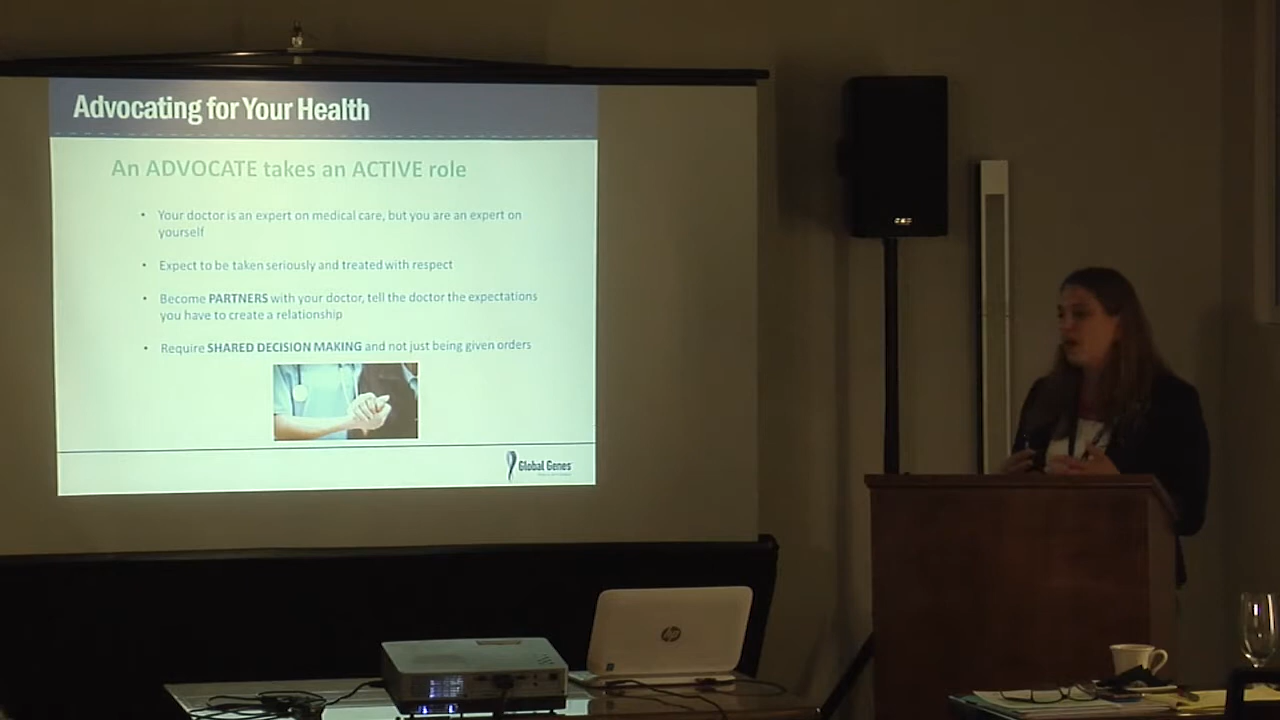 Advocating for Your Health
An ADVOCATE takes an ACTIVE role
• Your doctor is an expert on medical care, but you are an expert on
yourself
• Expect to be taken seriously and treated with respect
• Become PARTNERS with your doctor, tell the doctor the expectations
you have to create a relationship
• Require SHARED DECISION MAKING and not just being given orders
Global Genes
hp